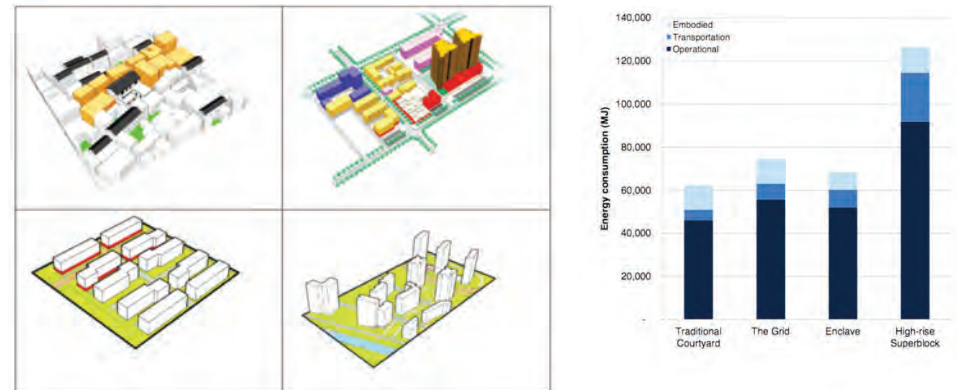 140,000
Embodied
Transportation
Operational
120,000
100,000
80,000
60,000
40,000
20,000
-
Energy consumption (MJ)
Traditional
Courtyard
The Grid
Enclave
High-rise
Superblock